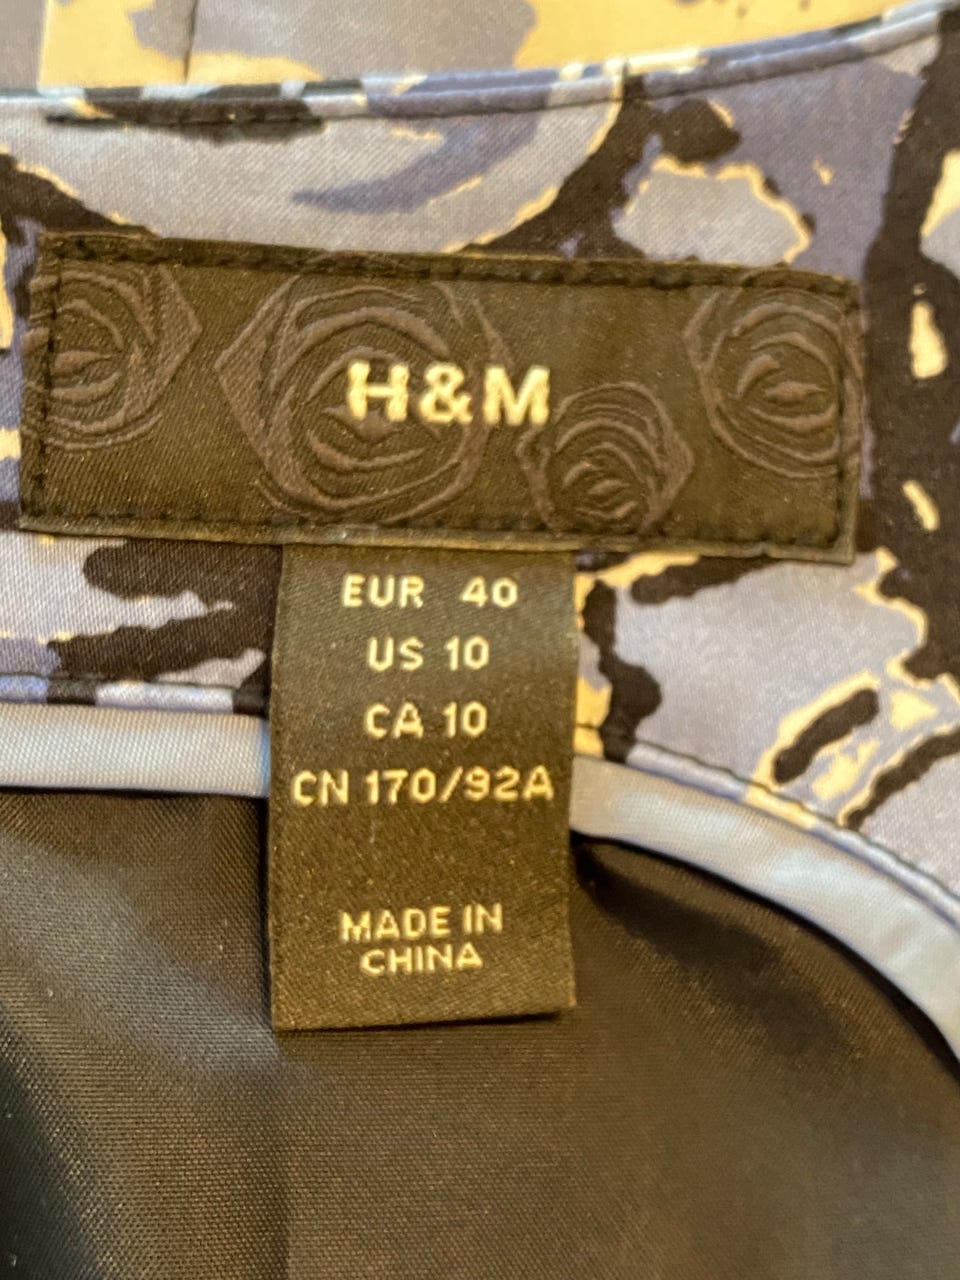 H&M
EUR 40
US 10
CA 10
CN 170/92A
MADE IN
CHINA